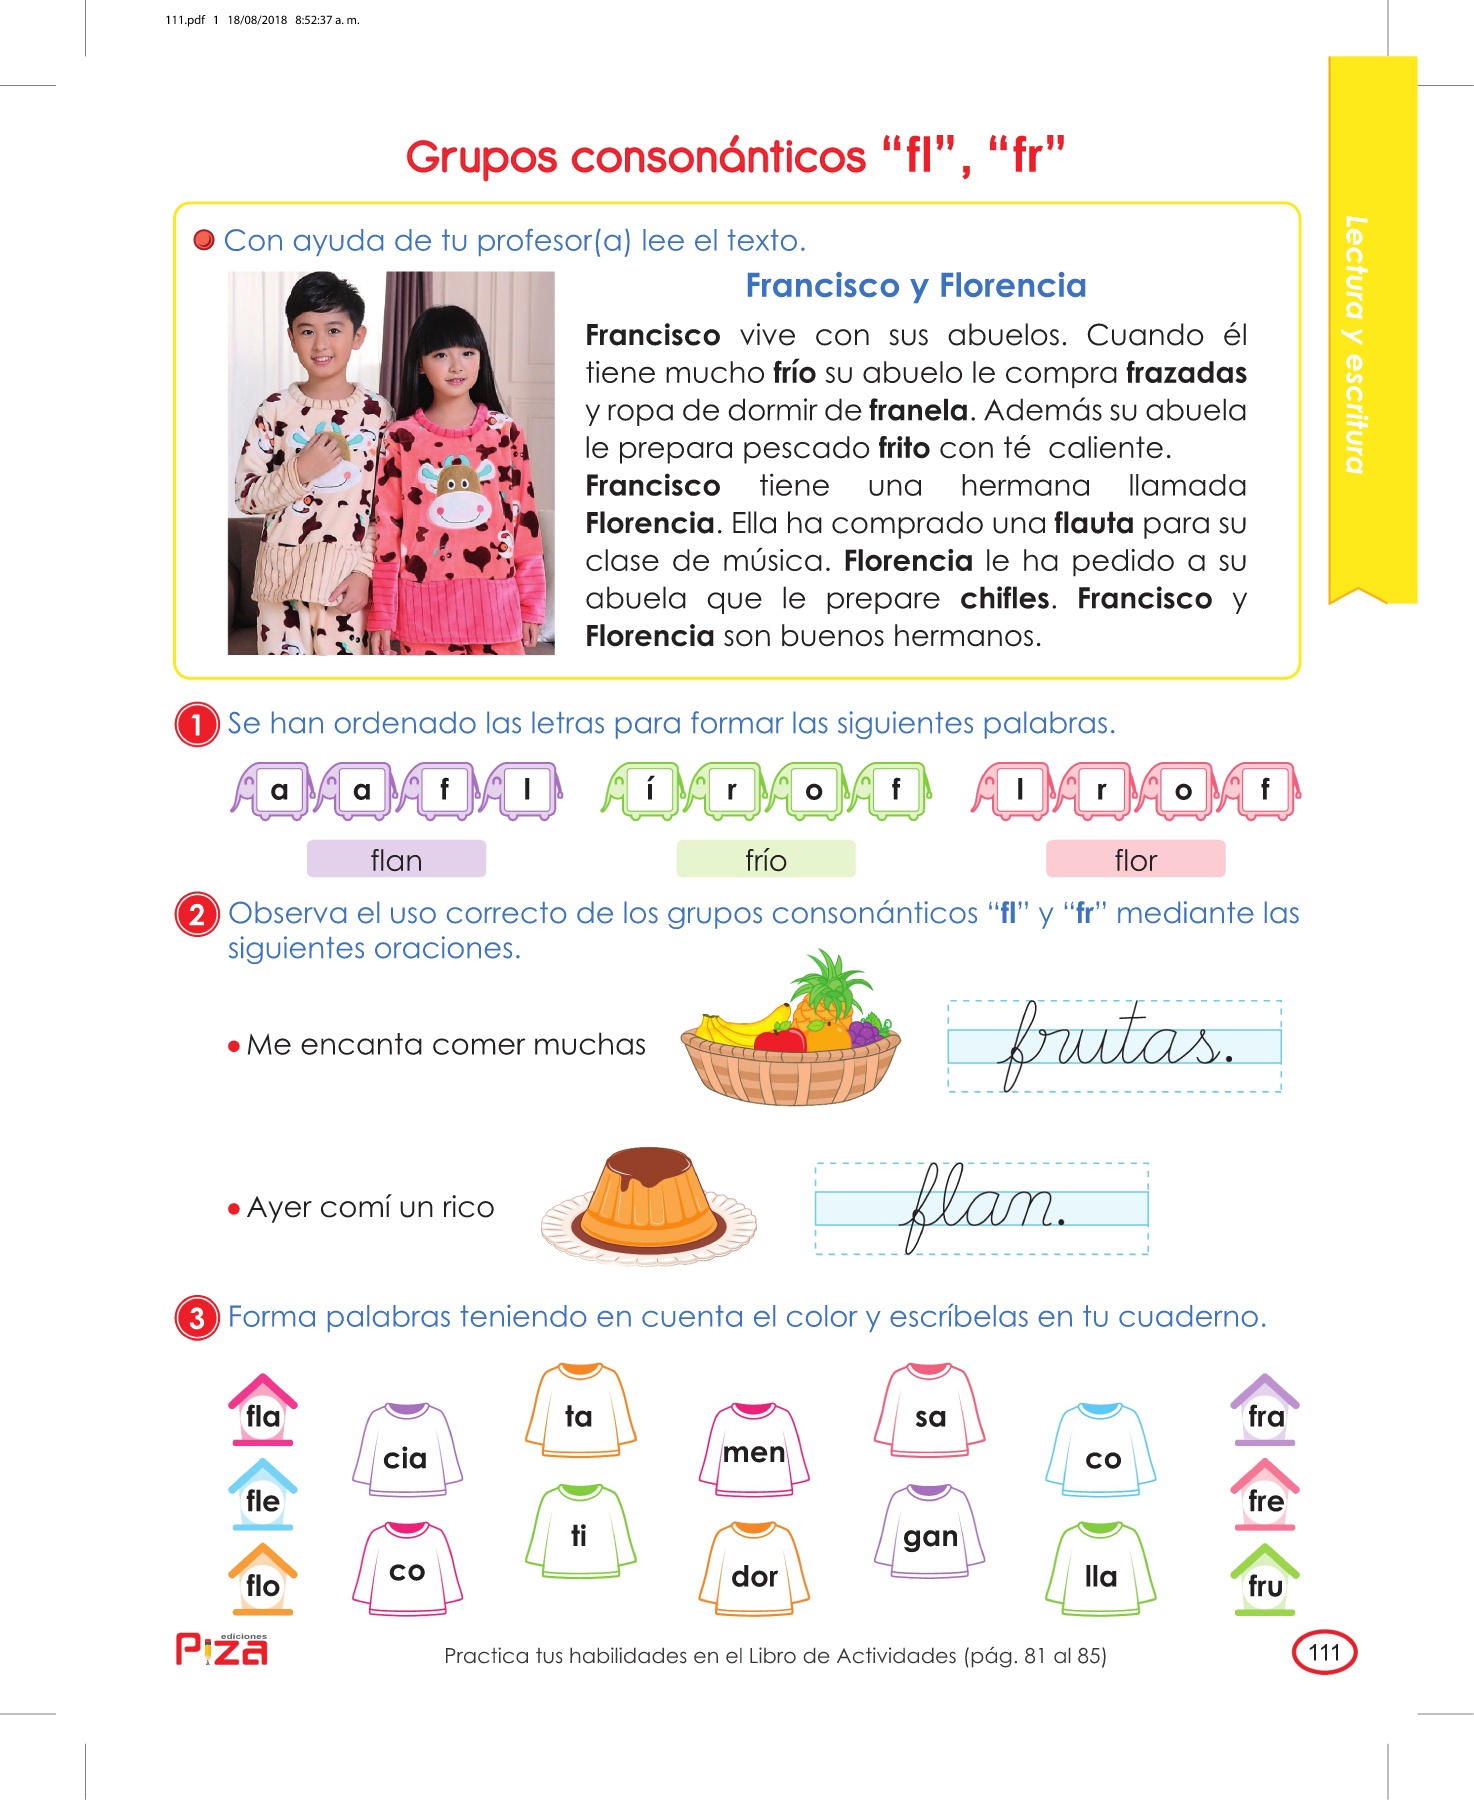 111.pdf 1 18/08/2018 8:52:37 a. m.
Grupos consonánticos “fl”, “fr”
Lectura y escritura
Con ayuda de tu profesor(a) lee el texto.
Francisco y Florencia
Francisco vive con sus abuelos. Cuando él
tiene mucho frío su abuelo le compra frazadas
y ropa de dormir de franela. Además su abuela
le prepara pescado frito con té caliente.
Francisco tiene una hermana llamada
Florencia. Ella ha comprado una flauta para su
clase de música. Florencia le ha pedido a su
abuela que le prepare chifles. Francisco y
Florencia son buenos hermanos.
1 Se han ordenado las letras para formar las siguientes palabras.
a a f l í r o f l r o f
flan frío flor
2 Observa el uso correcto de los grupos consonánticos “fl” y “fr” mediante las
siguientes oraciones.
Me encanta comer muchas frutas.
Ayer comí un rico flan.
3 Forma palabras teniendo en cuenta el color y escríbelas en tu cuaderno.
fla ta sa fra
cia men co
fle fre
ti gan
co dor lla
flo fru
ediciones
Piza
Practica tus habilidades en el Libro de Actividades (pág. 81 al 85)
111